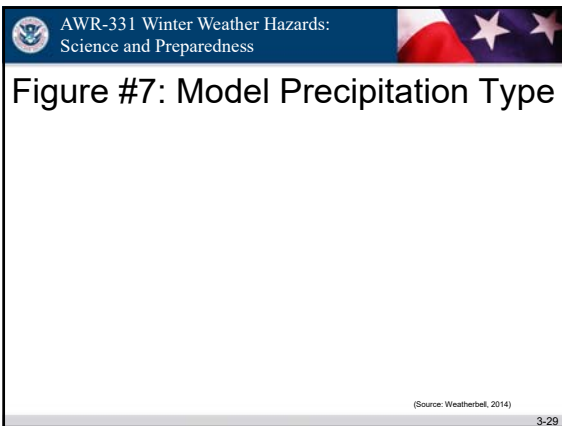 AWR-331 Winter Weather Hazards:
Science and Preparedness
Figure #7: Model Precipitation Type
(Source: Weatherbell, 2014)
3-29